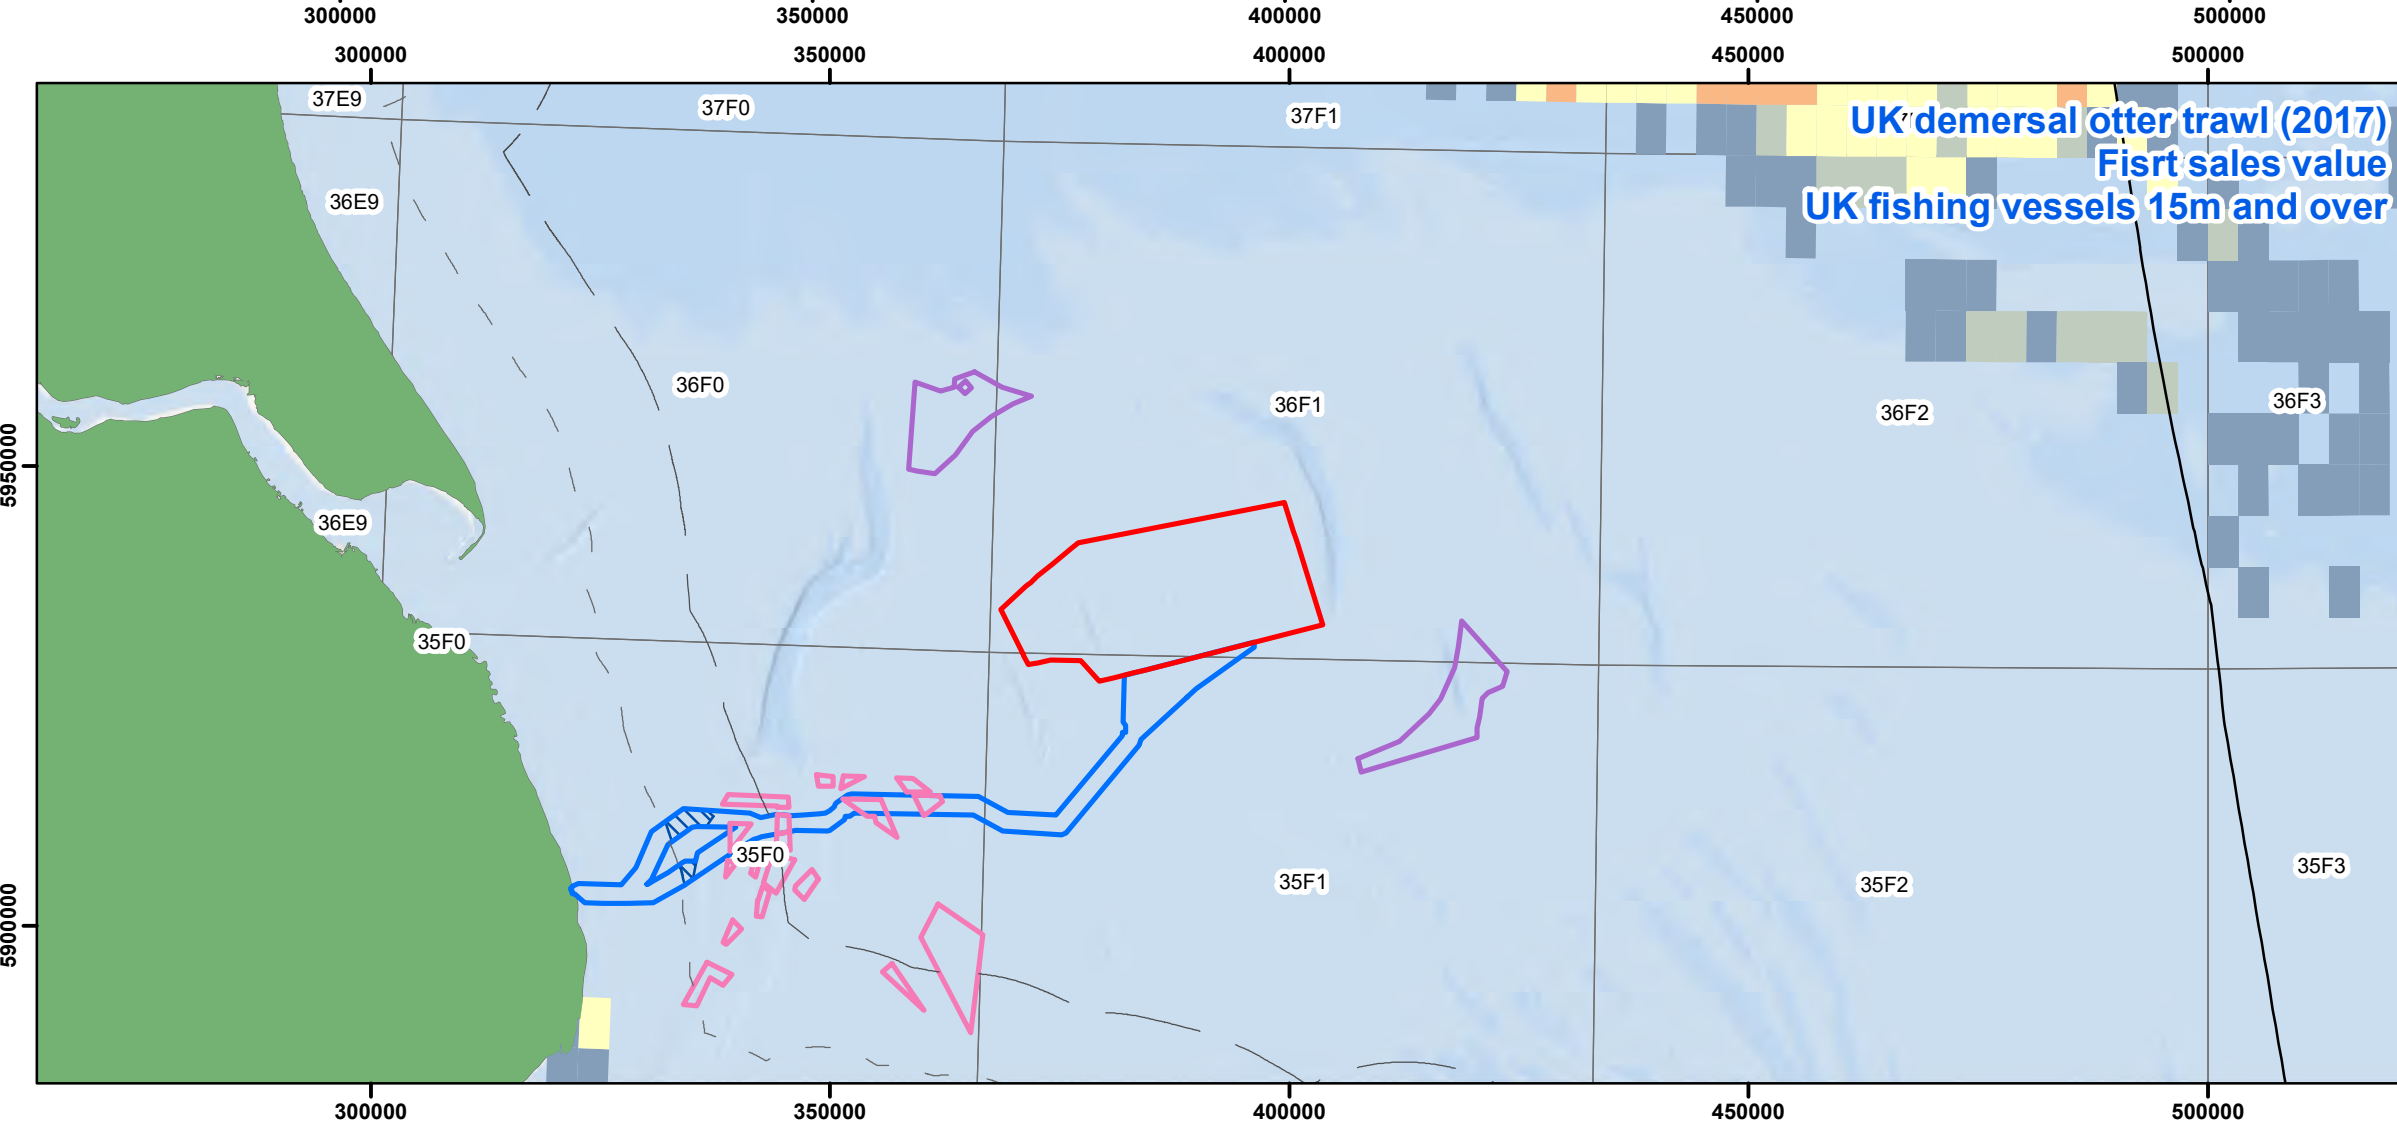 300000 350000 400000 450000 500000
300000 350000 400000 450000 500000
37E9 37F0 37F1
UK demersal otter trawl (2017)
Fisrt sales value
36E9
UK fishing vessels 15m and over
36F0 36F1 36F2 36F3
5950000
36E9
35F0
35F0 35F1 35F2 35F3
5900000
300000 350000 400000 450000 500000